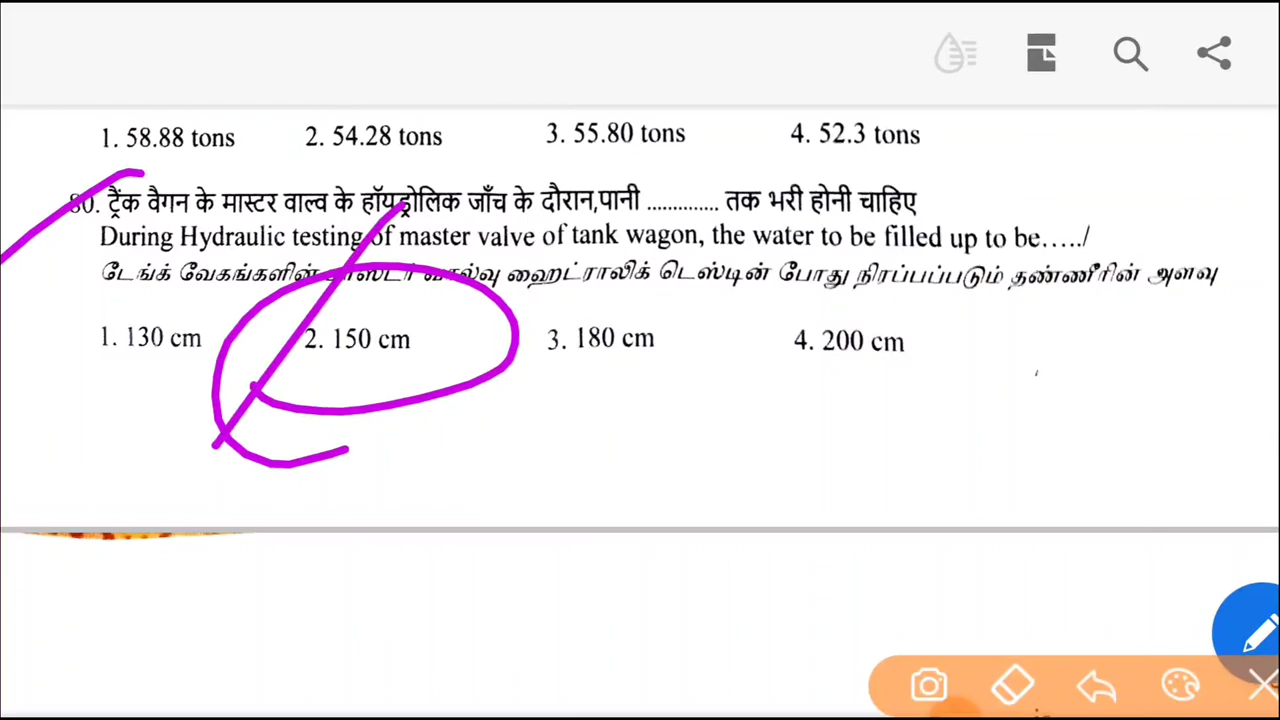 1. 58.88 tons 2. 54.28 tons 3. 55.80 tons 4. 52.3 tons
80. ट्रैंक वैगन के मास्टर वाल्व के हॉयड्रोलिक जाँच के दौरान,पानी .............. तक भरी होनी चाहिए
During Hydraulic testing of master valve of tank wagon, the water to be filled up to be...../
டேங்க் வேகங்களின் மாஸ்டர் வால்வு ஹைட்ராலிக் டெஸ்டின் போது நிரப்பப்படும் தண்ணீரின் அளவு
1. 130 cm 2. 150 cm 3. 180 cm 4. 200 cm